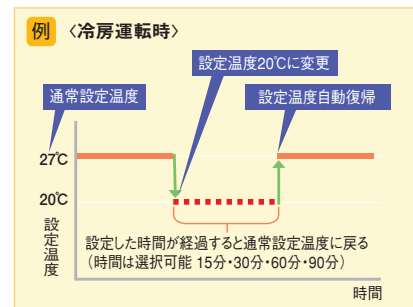 例 〈冷房運転時〉
設定温度20℃に変更
通常設定温度
設定温度自動復帰
27℃
20℃
設定温度
設定した時間が経過すると通常設定温度に戻る
（時間は選択可能 15分・30分・60分・90分）
時間